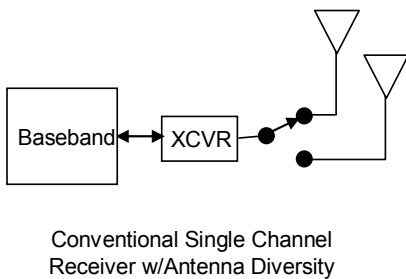 Baseband
XCVR
Conventional Single Channel
Receiver w/Antenna Diversity